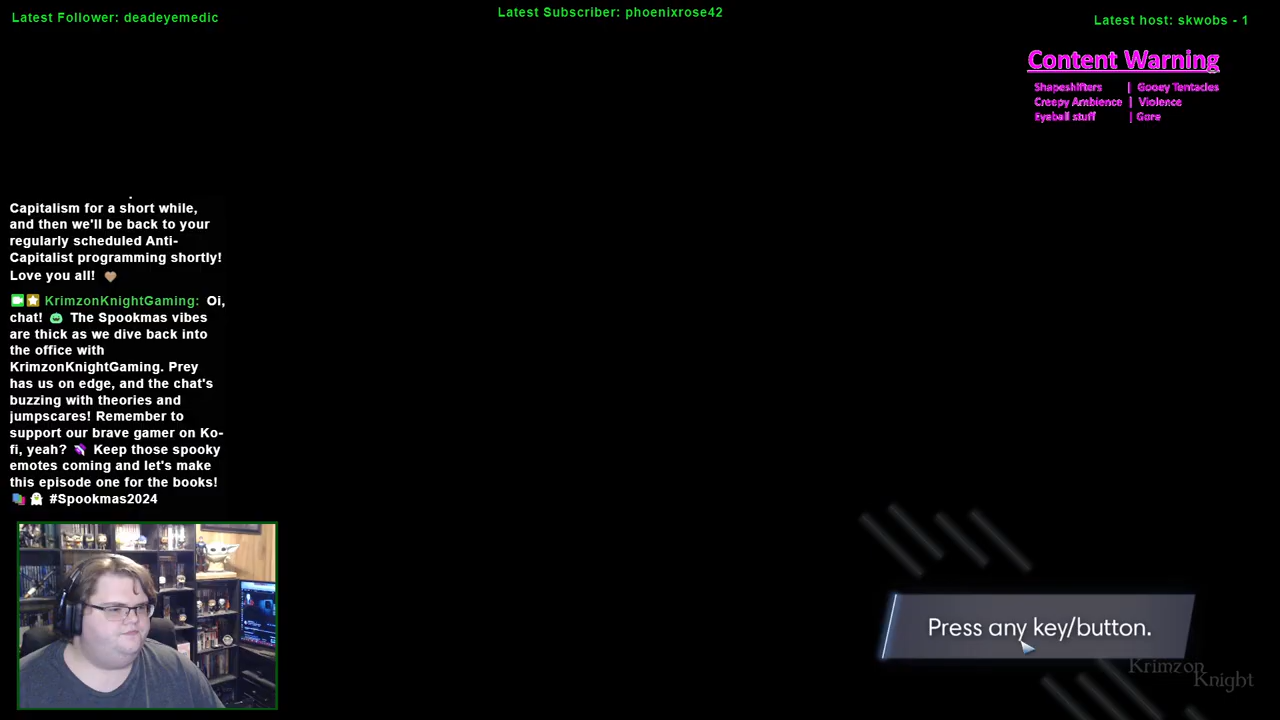 Latest Follower: deadeyemedic
Latest Subscriber: phoenixrose42
Latest host: skwobs - 1
Content Warning
Shapeshifters | Gooey Tentacles
Creepy Ambience | Violence
Eyeball stuff | Gore
Capitalism for a short while,
and then we'll be back to your
regularly scheduled Anti-
Capitalist programming shortly!
Love you all!
KrimzonKnightGaming: Oi,
chat! The Spookmas vibes
are thick as we dive back into
the office with
KrimzonKnightGaming. Prey
has us on edge, and the chat's
buzzing with theories and
jumpscares! Remember to
support our brave gamer on Ko-
fi, yeah? Keep those spooky
emotes coming and let's make
this episode one for the books!
#Spookmas2024
Press any key/button.
Krimzon
Knight